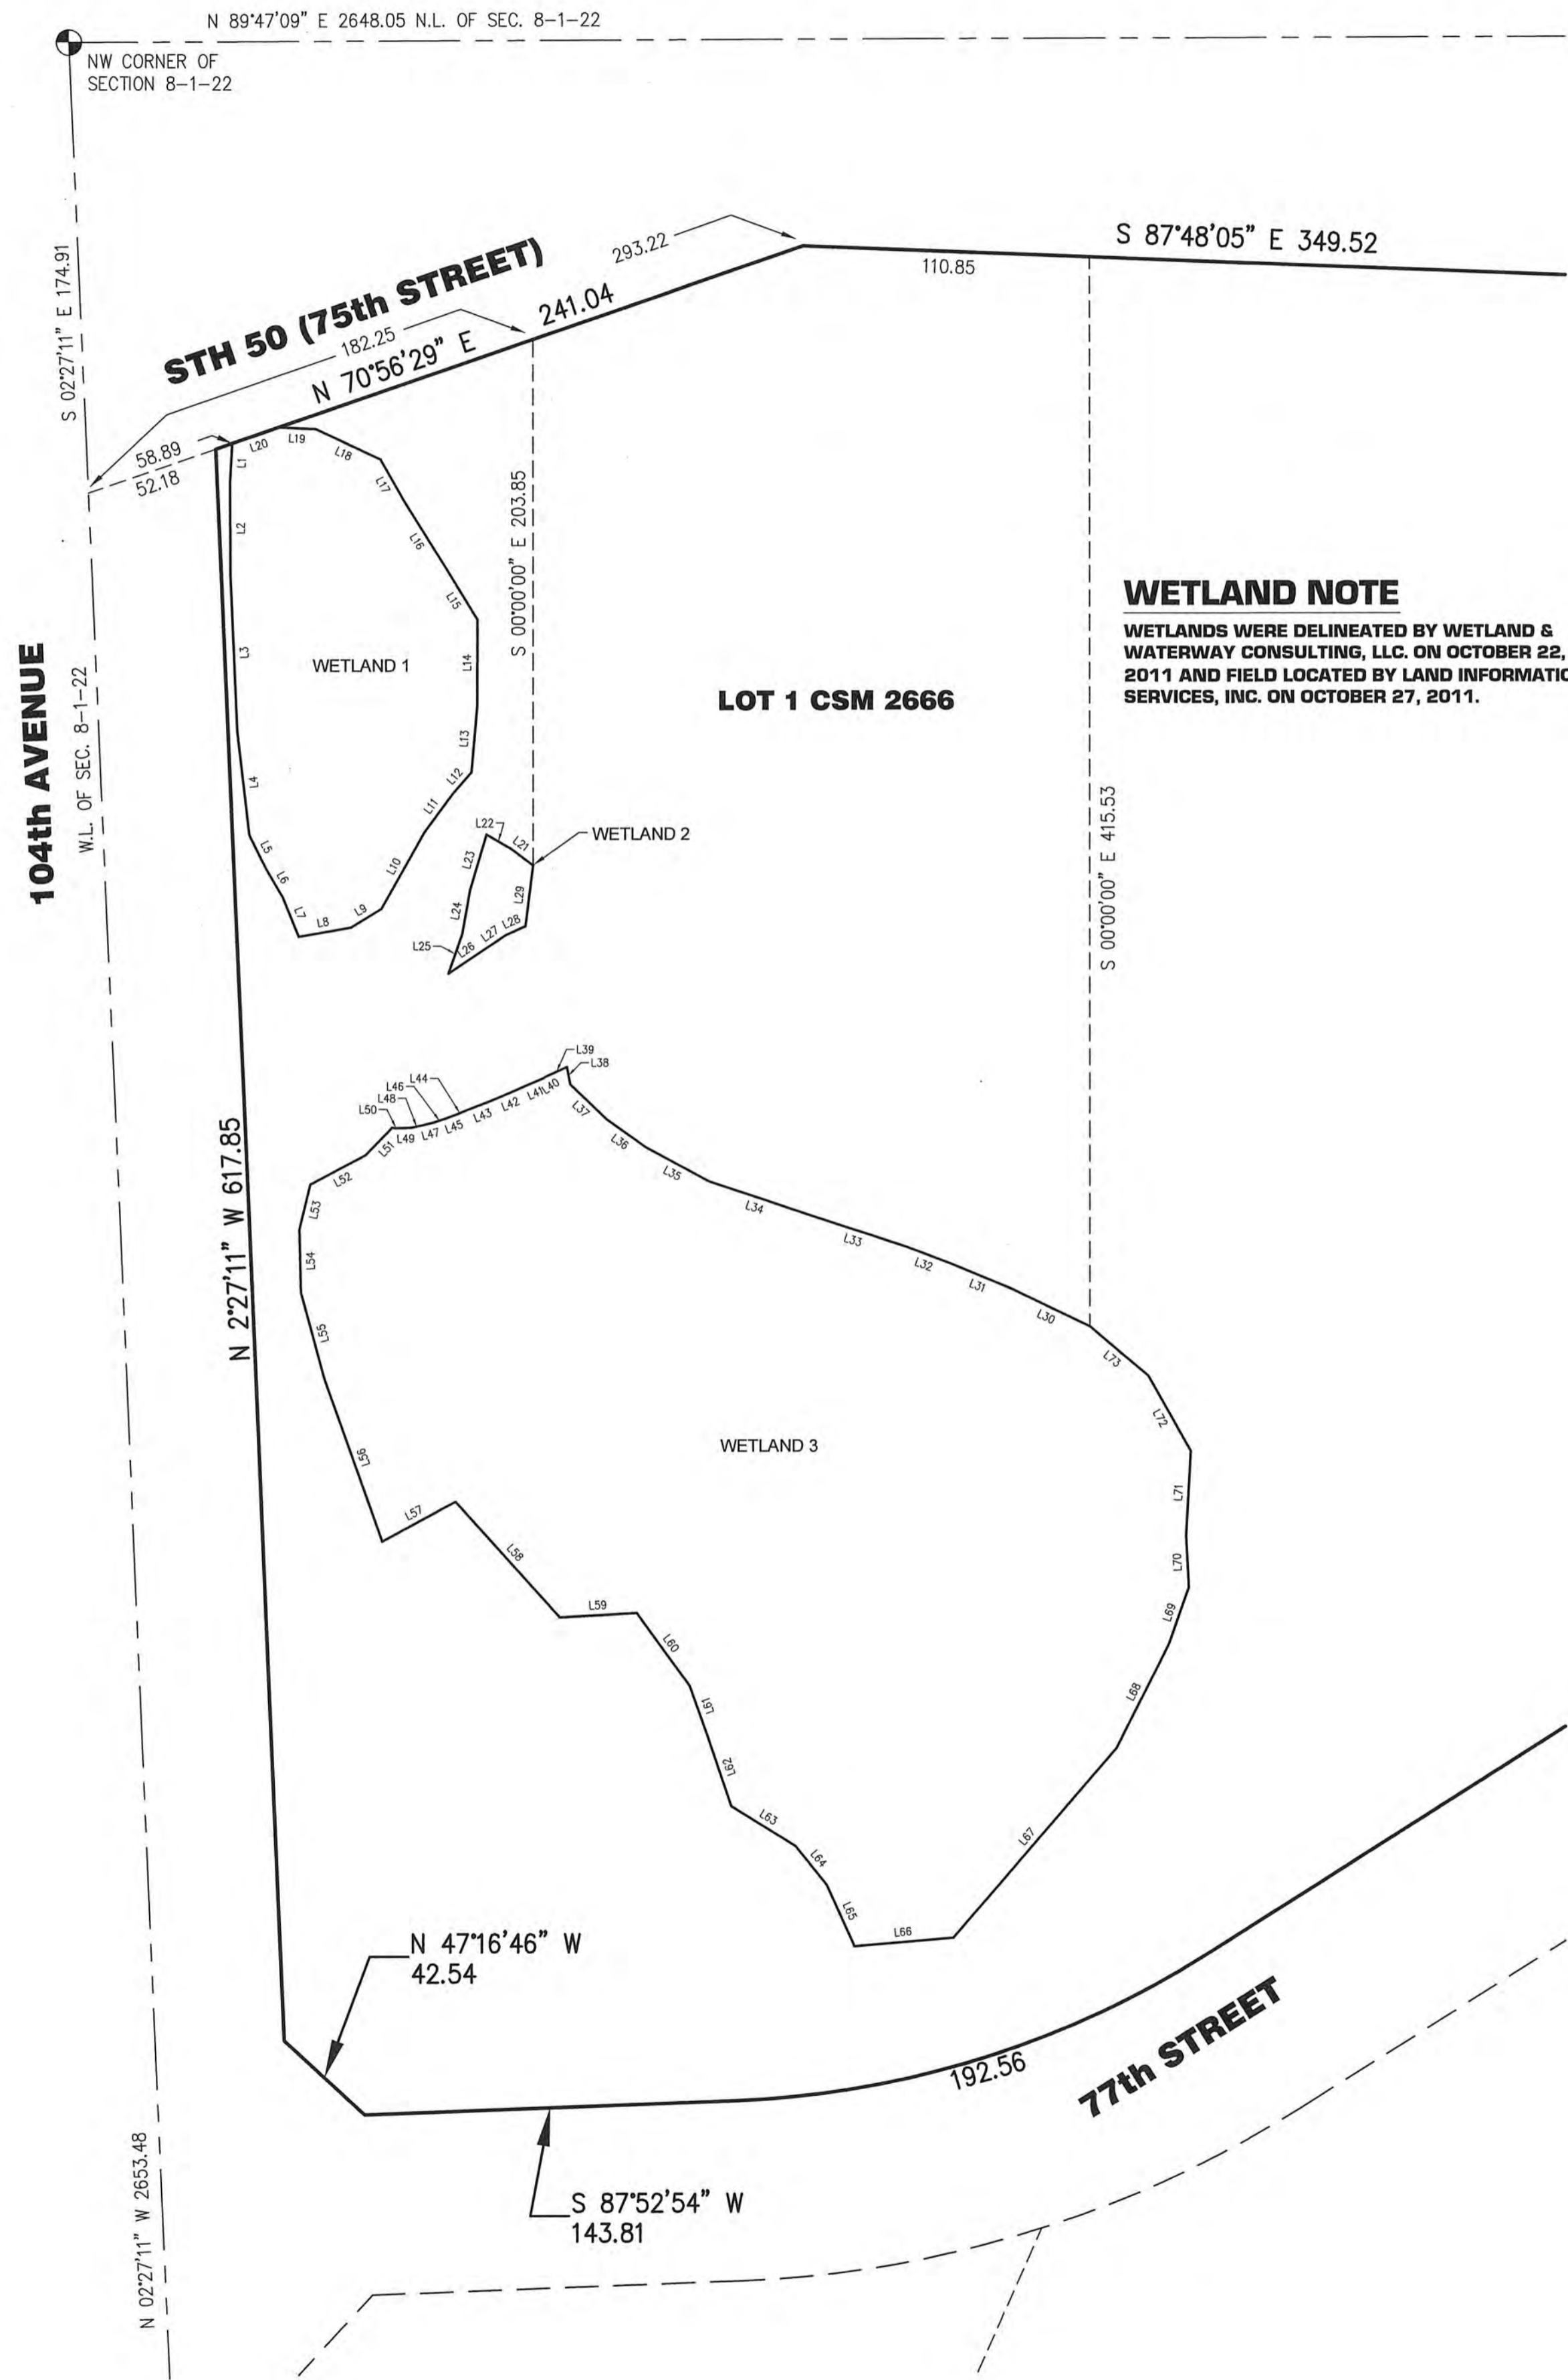 N 89°47'09" E 2648.05 N.L. OF SEC. 8-1-22
NW CORNER OF
SECTION 8-1-22
S 02°27'11" E 174.91
STH 50 (75th STREET)
293.22
S 87°48'05" E 349.52
110.85
182.25
241.04
N 70°56'29" E
58.89
52.18
L20
L19
L18
L1
L17
L2
L16
L15
S 00°00'00" E 203.85
L3
WETLAND 1
L14
L13
L4
L12
L11
L5
L10
L6
L7
L8
L9
WETLAND NOTE
WETLANDS WERE DELINEATED BY WETLAND &
WATERWAY CONSULTING, LLC. ON OCTOBER 22,
2011 AND FIELD LOCATED BY LAND INFORMATIO
SERVICES, INC. ON OCTOBER 27, 2011.
LOT 1 CSM 2666
104th AVENUE
W.L. OF SEC. 8-1-22
S 00°00'00" E 415.53
L22
L21
WETLAND 2
L23
L29
L24
L28
L27
L25
L26
L39
L38
L44
L46
L48
L50
L41
L40
L42
L43
L45
L47
L49
L51
L37
L36
L52
L35
L53
L34
L54
L33
L32
L31
L30
N 2°27'11" W 617.85
L55
L73
L72
WETLAND 3
L56
L71
L57
L58
L70
L59
L69
L60
L68
L61
L62
L63
L67
L64
L65
L66
N 47°16'46" W
42.54
192.56
77th STREET
S 87°52'54" W
143.81
N 02°27'11" W 2653.48